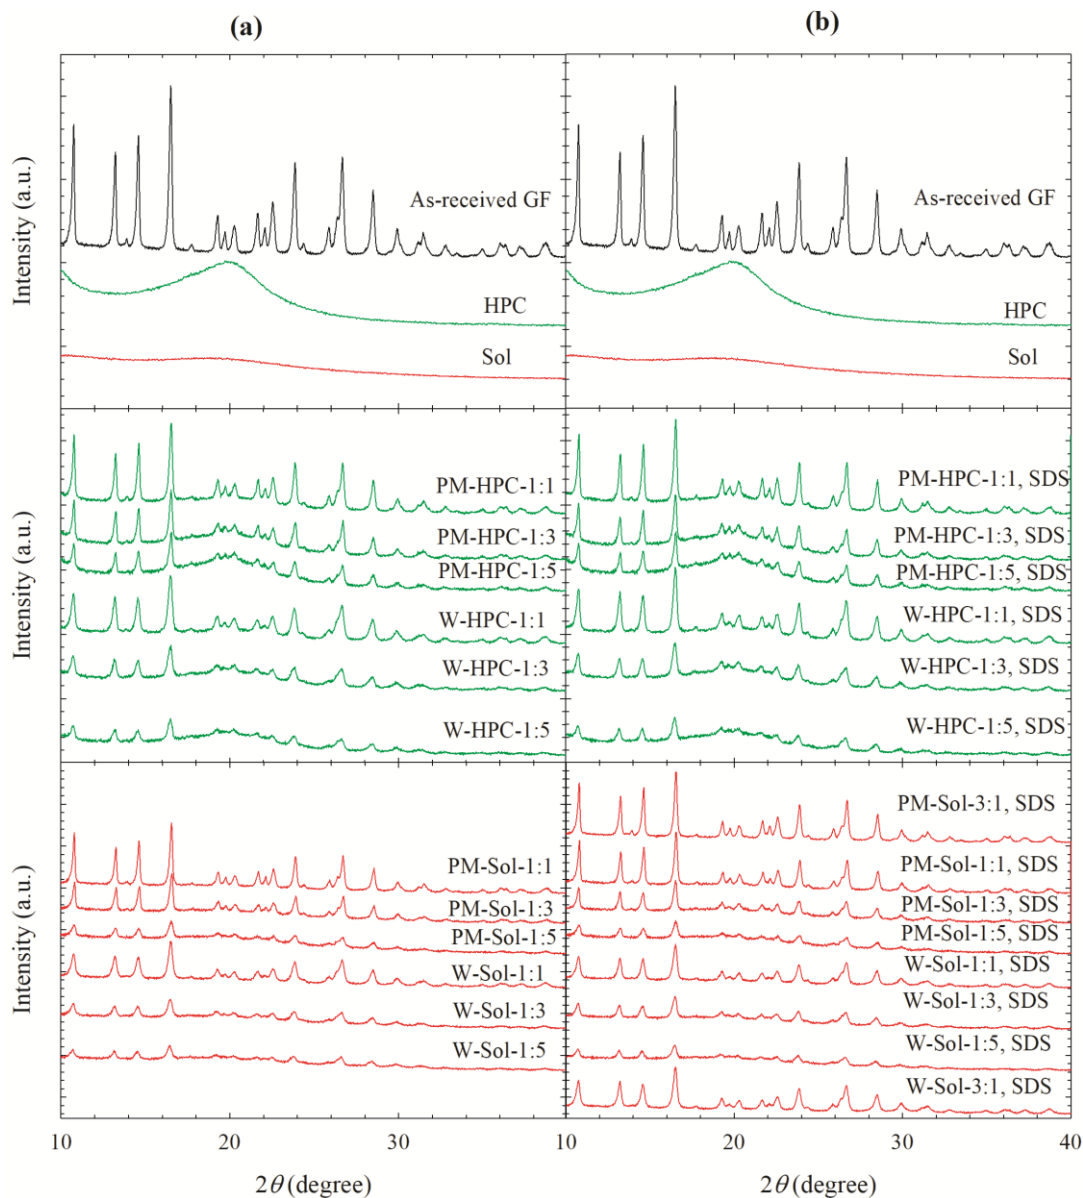 (a)
(b)
Intensity (a.u.)
As-received GF
HPC
Sol
As-received GF
HPC
Sol
Intensity (a.u.)
PM-HPC-1:1
PM-HPC-1:3
PM-HPC-1:5
W-HPC-1:1
W-HPC-1:3
W-HPC-1:5
PM-HPC-1:1, SDS
PM-HPC-1:3, SDS
PM-HPC-1:5, SDS
W-HPC-1:1, SDS
W-HPC-1:3, SDS
W-HPC-1:5, SDS
Intensity (a.u.)
PM-Sol-1:1
PM-Sol-1:3
PM-Sol-1:5
W-Sol-1:1
W-Sol-1:3
W-Sol-1:5
PM-Sol-3:1, SDS
PM-Sol-1:1, SDS
PM-Sol-1:3, SDS
PM-Sol-1:5, SDS
W-Sol-1:1, SDS
W-Sol-1:3, SDS
W-Sol-1:5, SDS
W-Sol-3:1, SDS
10 20 30 10 20 30 40
2θ (degree)
2θ (degree)